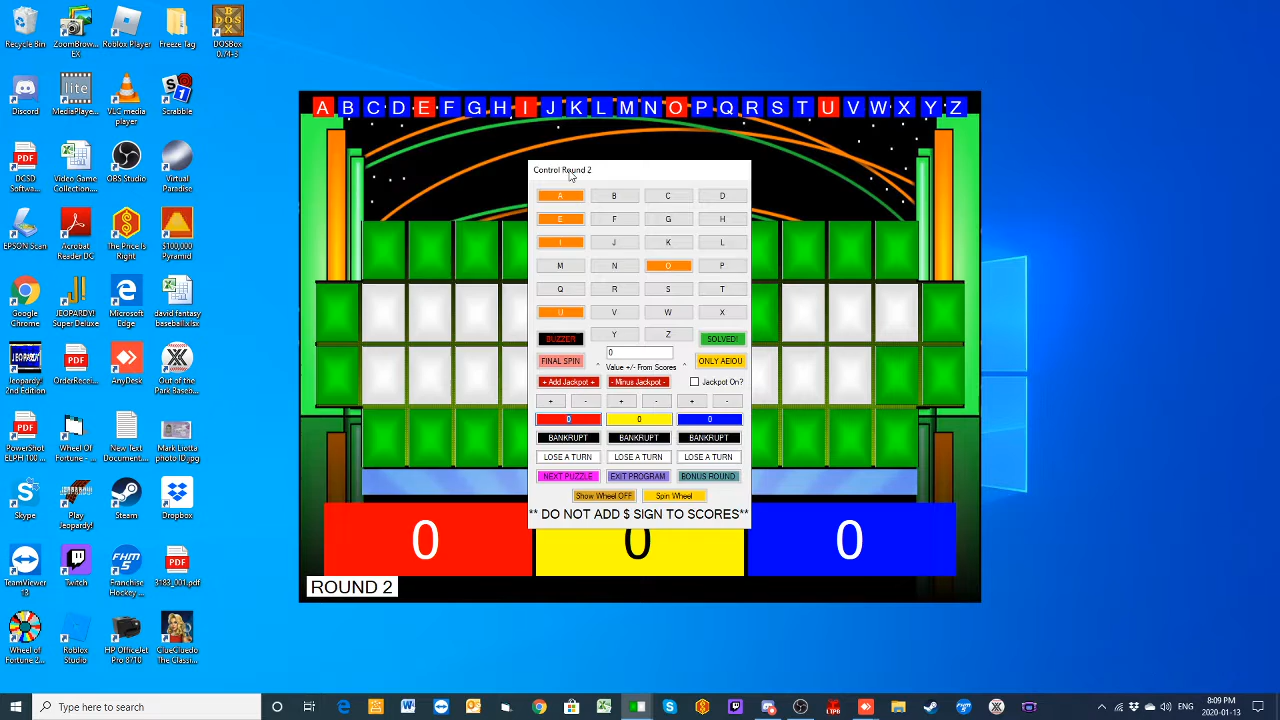 Recycle Bin
ZoomBrow... EX
Roblox Player
Freeze Tag
DOSBox 0.74-3
Discord
MediaPlaye...
VLC media player
Scrabble
DCSD Softwa...
Video Game Collection....
OBS Studio
Virtual Paradise
EPSON Scan
Acrobat Reader DC
The Price Is Right
$100,000 Pyramid
Google Chrome
JEOPARDY! Super Deluxe
Microsoft Edge
david fantasy baseball.xlsx
Jeopardy: 2nd Edition
OrderRecei...
AnyDesk
Out of the Park Baseb...
PowerShot ELPH 100 ...
Wheel Of Fortune - ...
New Text Document...
Mark Liotta photo ID.jpg
Skype
Play Jeopardy!
Steam
Dropbox
TeamViewer 13
Twitch
Franchise Hockey ...
3183_001.pdf
Wheel of Fortune 2...
Roblox Studio
HP OfficeJet Pro 8710
ClueCluedo The Classi...
A B C D E F G H I J K L M N O P Q R S T U V W X Y Z
Control Round 2
A B C D
E F G H
I J K L
M N O P
Q R S T
U V W X
BUZZER Y Z SOLVED!
0
FINAL SPIN ^ Value +/- From Scores ^ ONLY AEIOU
+ Add Jackpot + - Minus Jackpot - Jackpot On?
+ - + - + -
0 0 0
BANKRUPT BANKRUPT BANKRUPT
LOSE A TURN LOSE A TURN LOSE A TURN
NEXT PUZZLE EXIT PROGRAM BONUS ROUND
Show Wheel OFF Spin Wheel
** DO NOT ADD $ SIGN TO SCORES**
0 0 0
ROUND 2
Type here to search
ENG
8:09 PM
2020-01-13